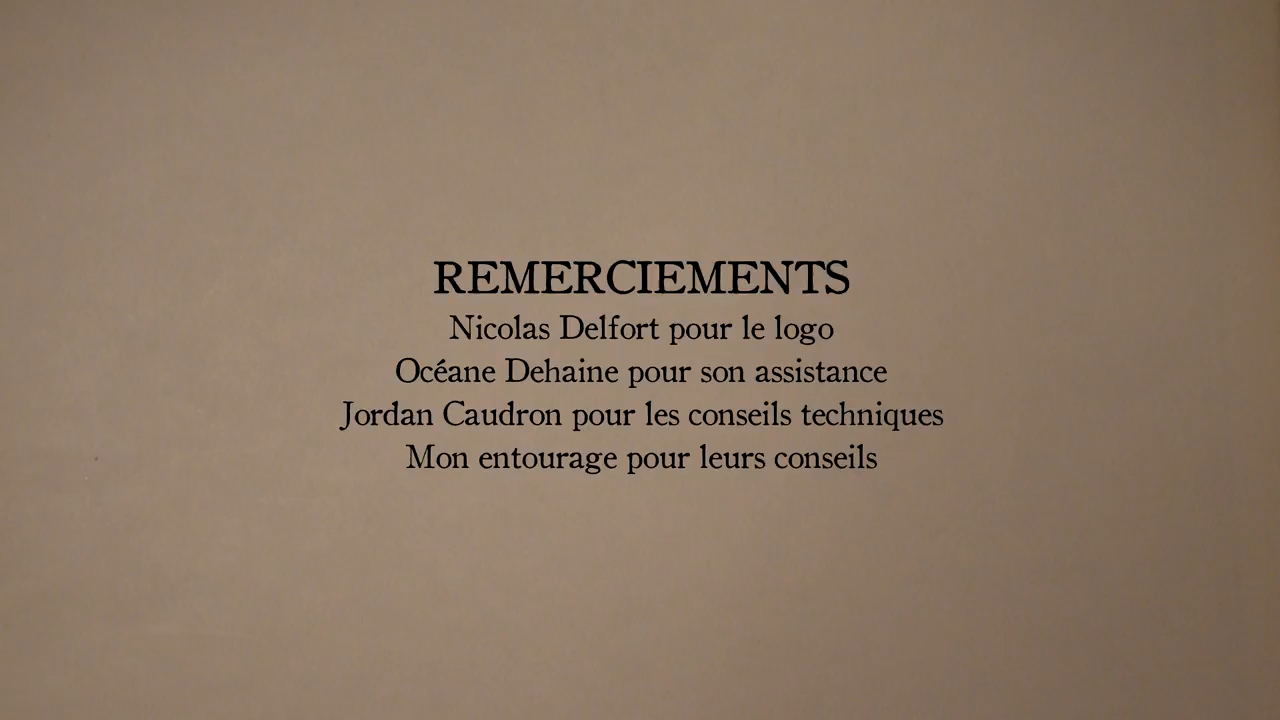 REMERCIEMENTS
Nicolas Delfort pour le logo
Océane Dehaine pour son assistance
Jordan Caudron pour les conseils techniques
Mon entourage pour leurs conseils